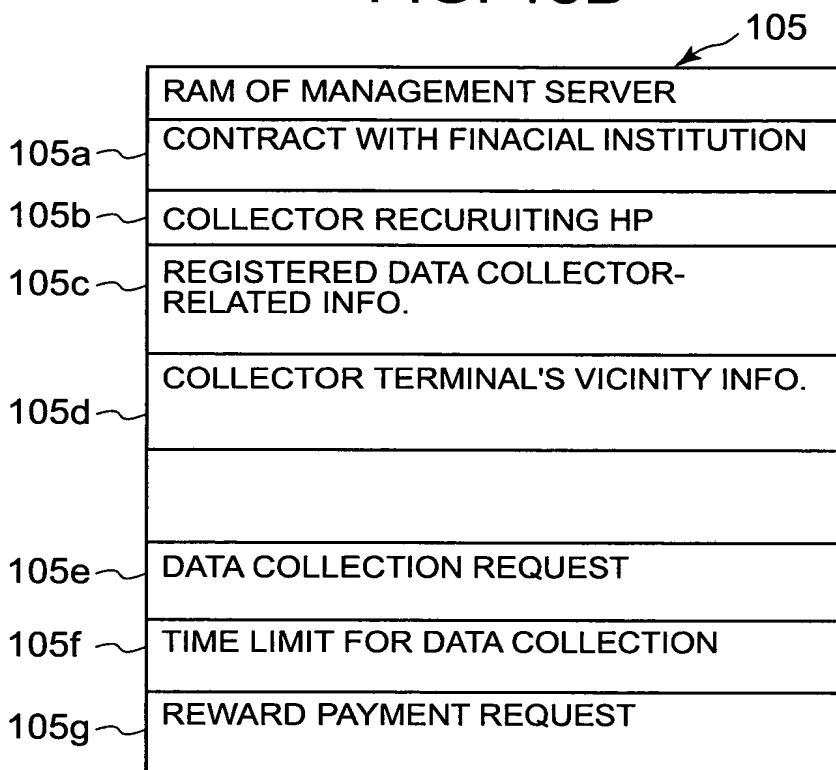 105
RAM OF MANAGEMENT SERVER
105a CONTRACT WITH FINACIAL INSTITUTION
105b COLLECTOR RECURUITING HP
105c REGISTERED DATA COLLECTOR-
RELATED INFO.
105d COLLECTOR TERMINAL'S VICINITY INFO.
105e DATA COLLECTION REQUEST
105f TIME LIMIT FOR DATA COLLECTION
105g REWARD PAYMENT REQUEST